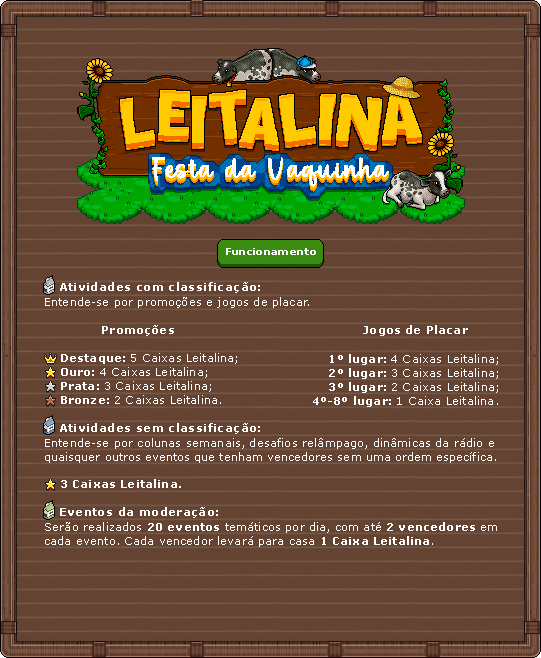 LEITALINA
Festa da Vaquinha
Funcionamento
Atividades com classificação:
Entende-se por promoções e jogos de placar.
Promoções
Destaque: 5 Caixas Leitalina;
Ouro: 4 Caixas Leitalina;
Prata: 3 Caixas Leitalina;
Bronze: 2 Caixas Leitalina.
Jogos de Placar
1º lugar: 4 Caixas Leitalina;
2º lugar: 3 Caixas Leitalina;
3º lugar: 2 Caixas Leitalina;
4º-8º lugar: 1 Caixa Leitalina.
Atividades sem classificação:
Entende-se por colunas semanais, desafios relâmpago, dinâmicas da rádio e
quaisquer outros eventos que tenham vencedores sem uma ordem específica.
3 Caixas Leitalina.
Eventos da moderação:
Serão realizados 20 eventos temáticos por dia, com até 2 vencedores em
cada evento. Cada vencedor levará para casa 1 Caixa Leitalina.